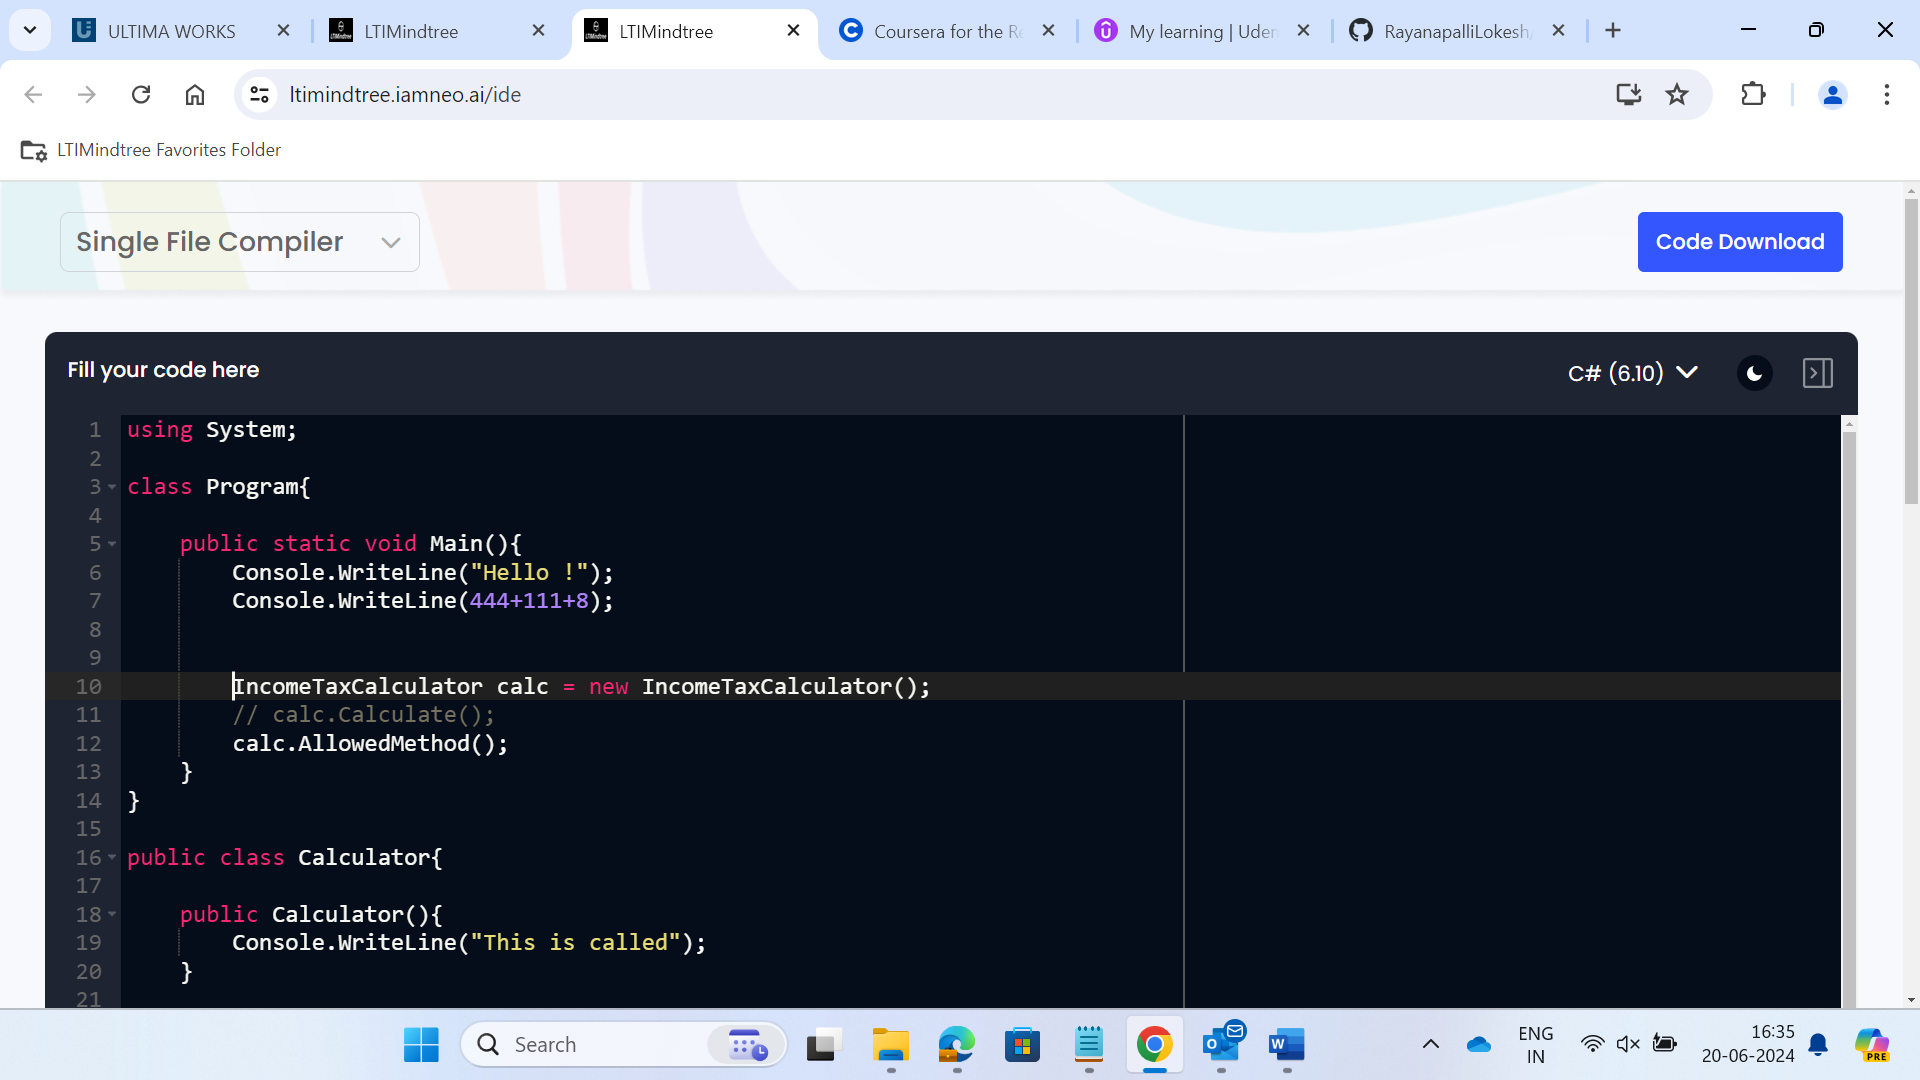 ULTIMA WORKS
LTIMindtree
LTIMindtree
Coursera for the Re
My learning | Uden
RayanapalliLokesh/
ltimindtree.iamneo.ai/ide
LTIMindtree Favorites Folder
Single File Compiler
Code Download
Fill your code here
C# (6.10)
1 using System;
2
3 class Program{
4
5 public static void Main(){
6 Console.WriteLine("Hello !");
7 Console.WriteLine(444+111+8);
8
9
10 IncomeTaxCalculator calc = new IncomeTaxCalculator();
11 // calc.Calculate();
12 calc.AllowedMethod();
13 }
14 }
15
16 public class Calculator{
17
18 public Calculator(){
19 Console.WriteLine("This is called");
20 }
21
Search
ENG
IN
16:35
20-06-2024
PRE